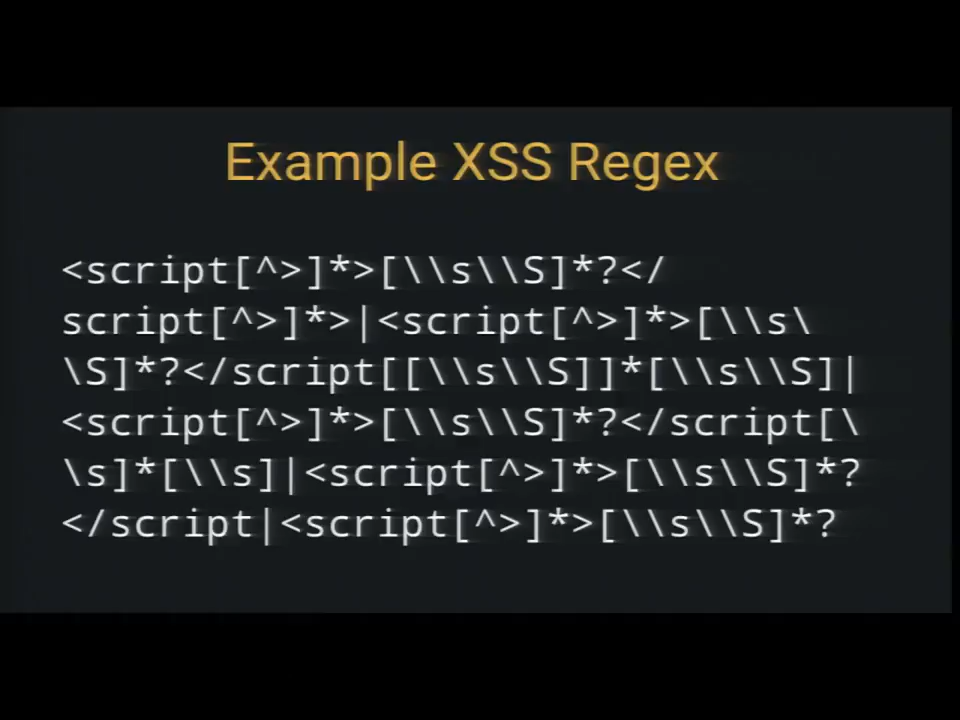 Example XSS Regex
<script[^>]*>[\\s\\S]*?</
script[^>]*>|<script[^>]*>[\\s\
\S]*?</script[[\\s\\S]]*[\\s\\S]|
<script[^>]*>[\\s\\S]*?</script[\
\s]*[\\s]|<script[^>]*>[\\s\\S]*?
</script|<script[^>]*>[\\s\\S]*?